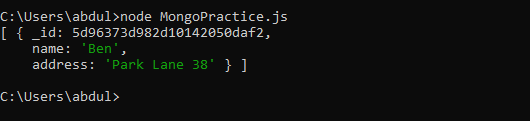 C:\Users\abdul>node MongoPractice.js
[ { _id: 5d96373d982d10142050daf2,
    name: 'Ben',
    address: 'Park Lane 38' } ]
C:\Users\abdul>